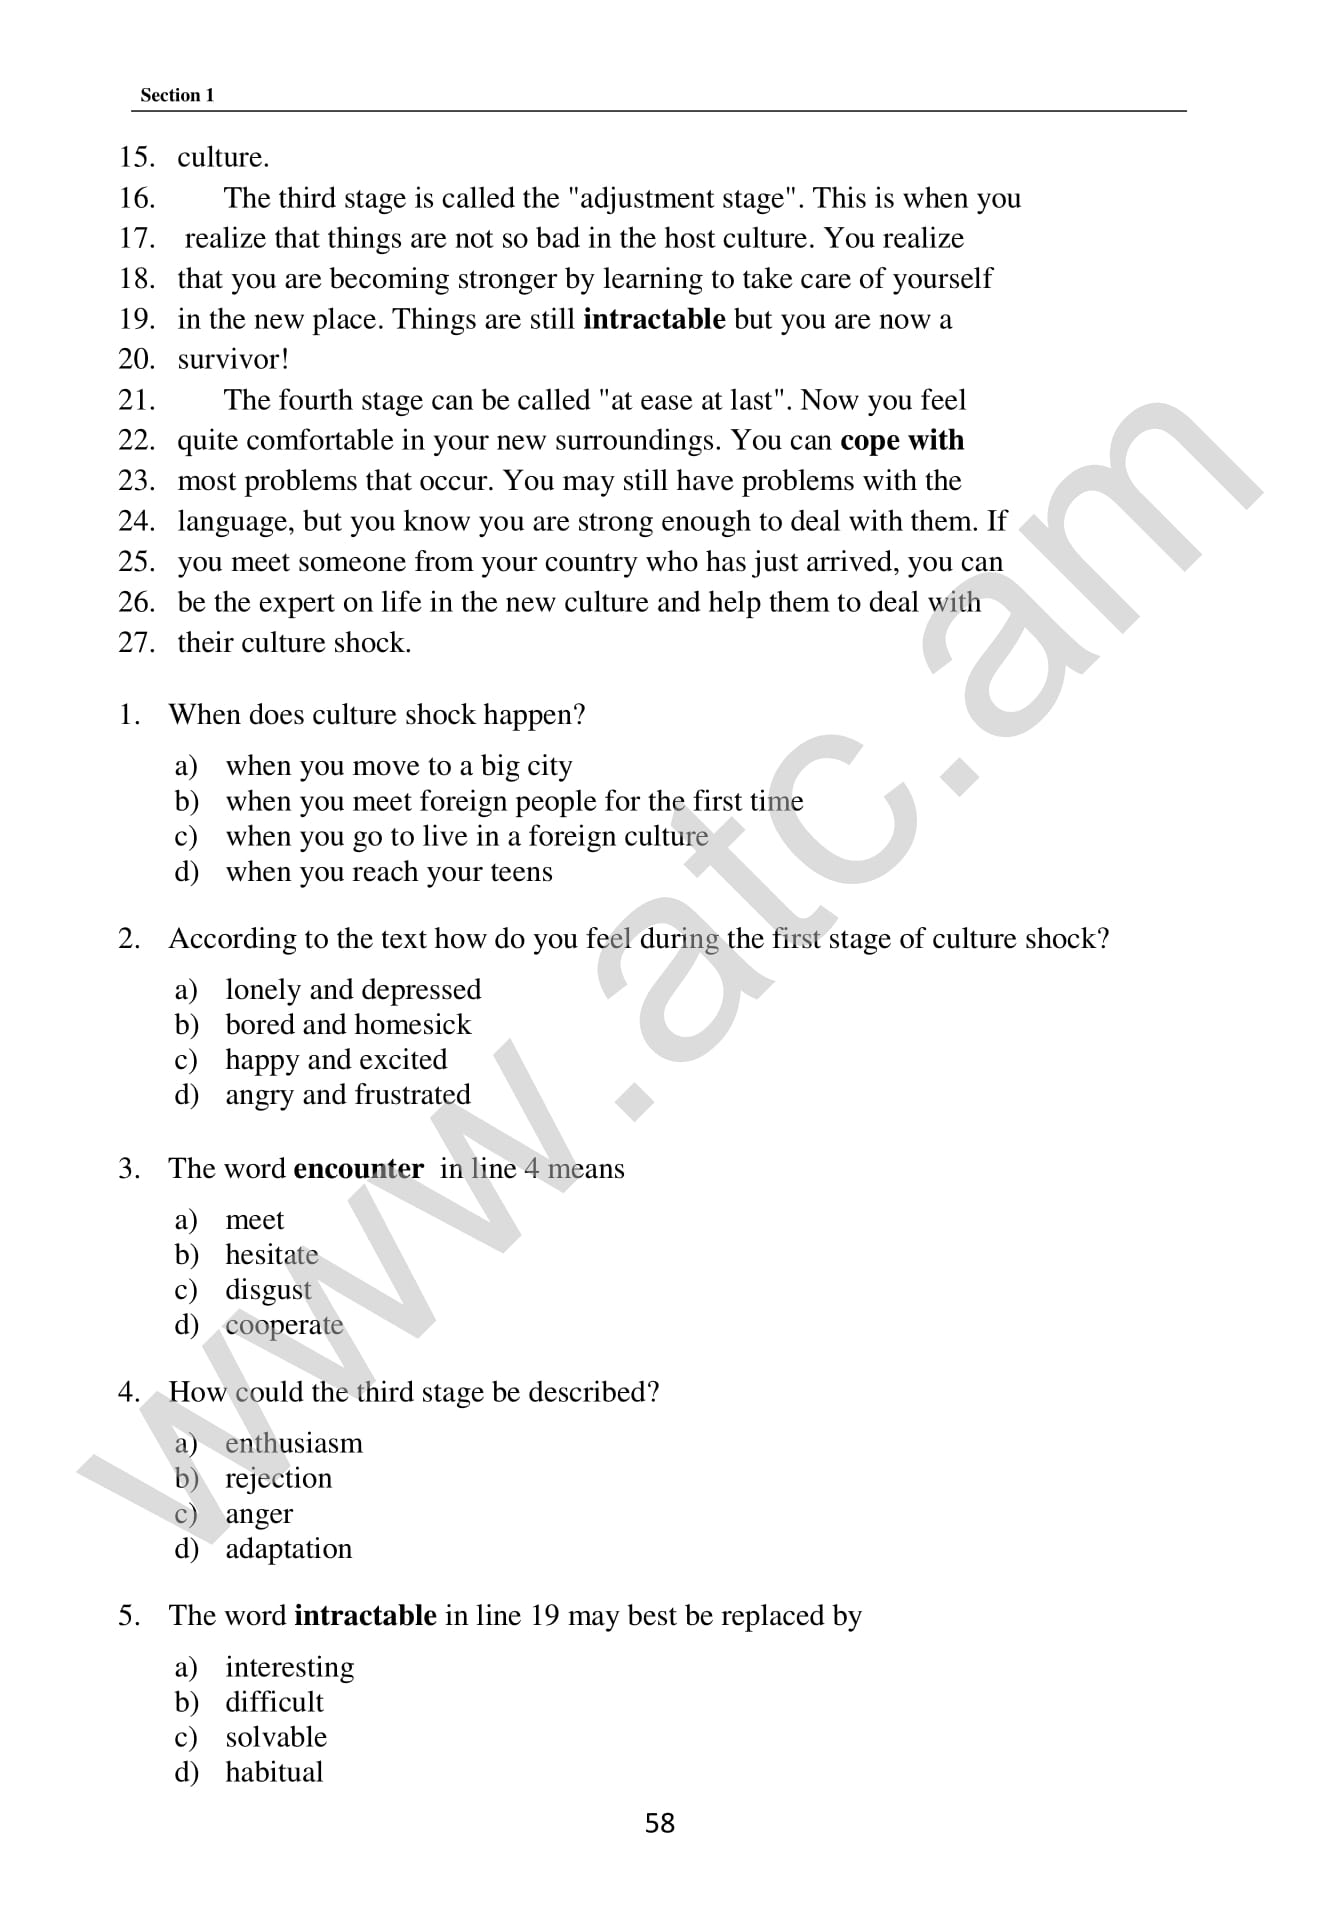 Section 1
15. culture.
16. The third stage is called the "adjustment stage". This is when you
17. realize that things are not so bad in the host culture. You realize
18. that you are becoming stronger by learning to take care of yourself
19. in the new place. Things are still intractable but you are now a
20. survivor!
21. The fourth stage can be called "at ease at last". Now you feel
22. quite comfortable in your new surroundings. You can cope with
23. most problems that occur. You may still have problems with the
24. language, but you know you are strong enough to deal with them. If
25. you meet someone from your country who has just arrived, you can
26. be the expert on life in the new culture and help them to deal with
27. their culture shock.
1. When does culture shock happen?
a) when you move to a big city
b) when you meet foreign people for the first time
c) when you go to live in a foreign culture
d) when you reach your teens
2. According to the text how do you feel during the first stage of culture shock?
a) lonely and depressed
b) bored and homesick
c) happy and excited
d) angry and frustrated
3. The word encounter in line 4 means
a) meet
b) hesitate
c) disgust
d) cooperate
4. How could the third stage be described?
a) enthusiasm
b) rejection
c) anger
d) adaptation
5. The word intractable in line 19 may best be replaced by
a) interesting
b) difficult
c) solvable
d) habitual
58
www.atc.am